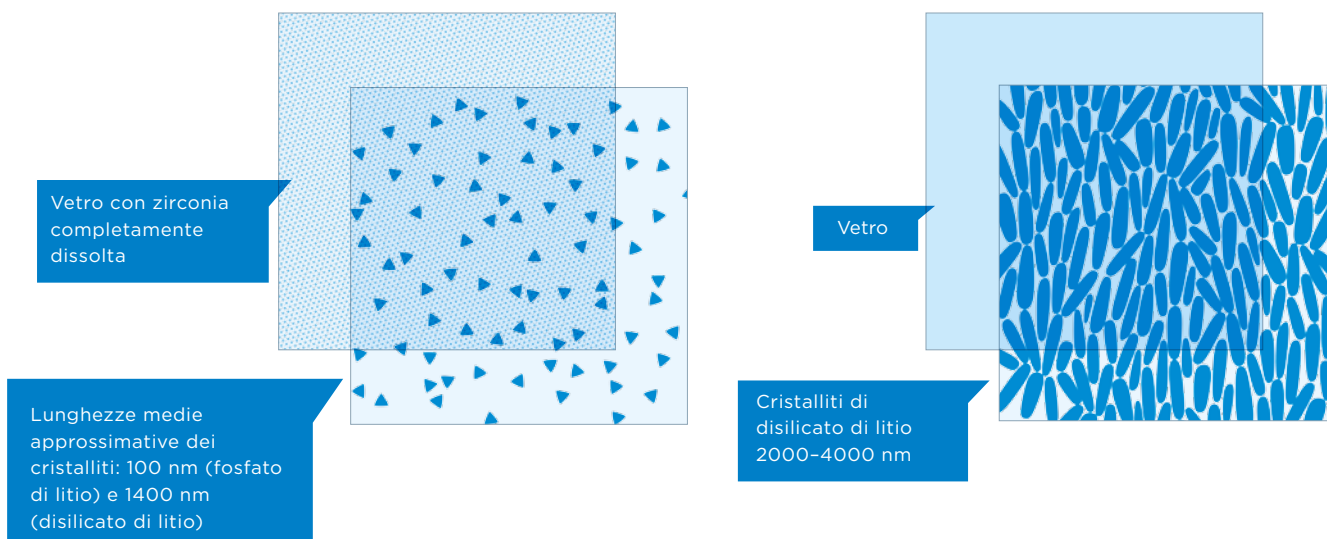 Vetro con zirconia
completamente
dissolta
Lunghezze medie
approssimative dei
cristalliti: 100 nm (fosfato
di litio) e 1400 nm
(disilicato di litio)
Vetro
Cristalliti di
disilicato di litio
2000–4000 nm